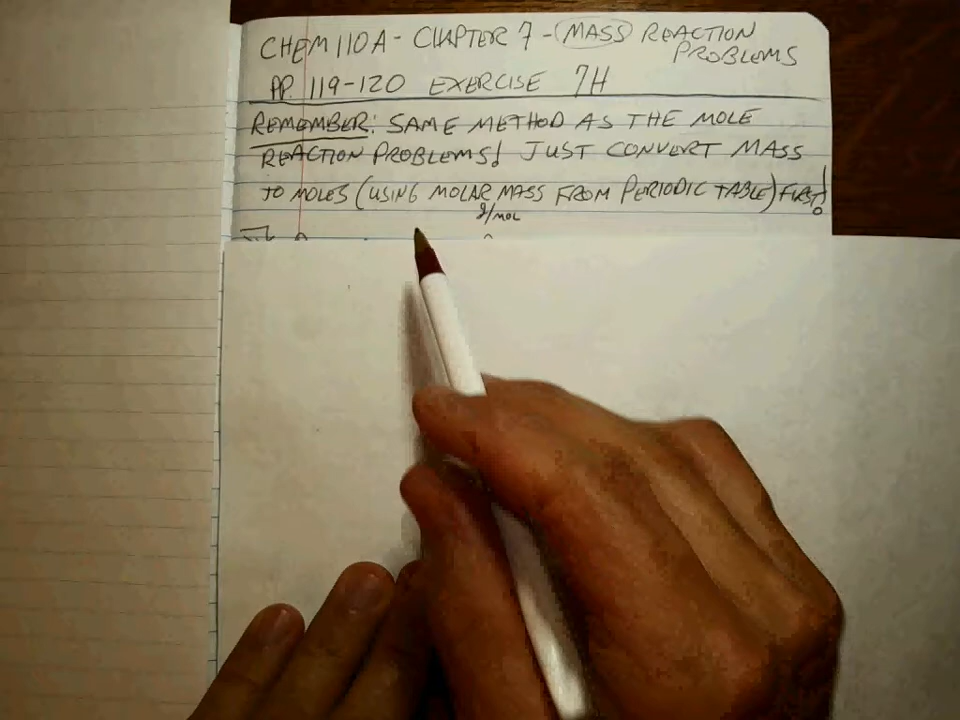 CHEM 110A - CHAPTER 7 - MASS REACTION
PROBLEMS
PP. 119-120 EXERCISE 7H
REMEMBER: SAME METHOD AS THE MOLE
REACTION PROBLEMS! JUST CONVERT MASS
TO MOLES (USING MOLAR MASS FROM PERIODIC TABLE) FIRST!
g/MOL